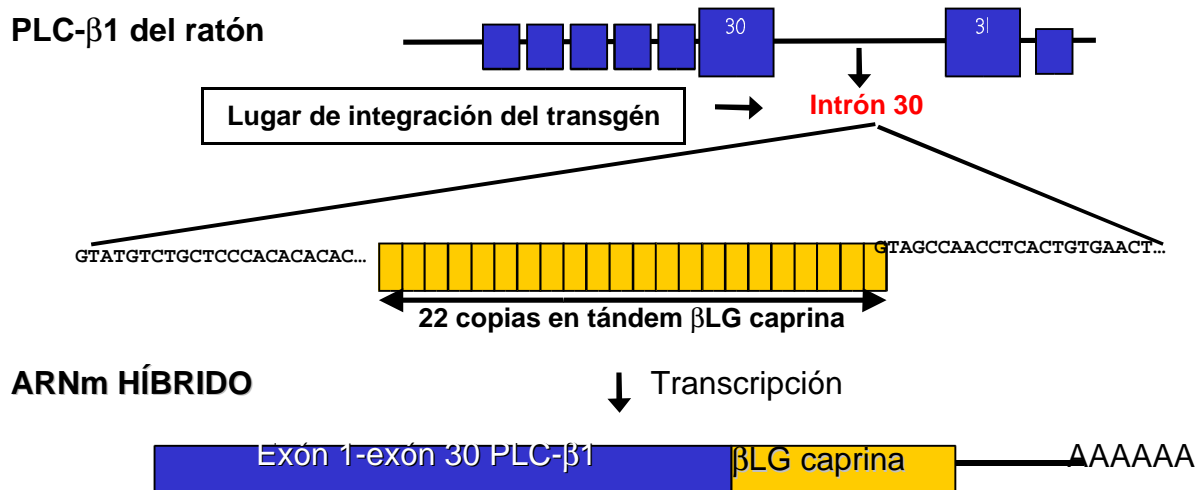 PLC-β1 del ratón
30
31
Lugar de integración del transgén
Intrón 30
GTATGTCTGCTCCCACACACACAC...
GTAGCCAACCTCACTGTGAACT...
22 copias en tándem βLG caprina
ARNm HÍBRIDO
Transcripción
Exón 1-exón 30 PLC-β1
βLG caprina
AAAAAA